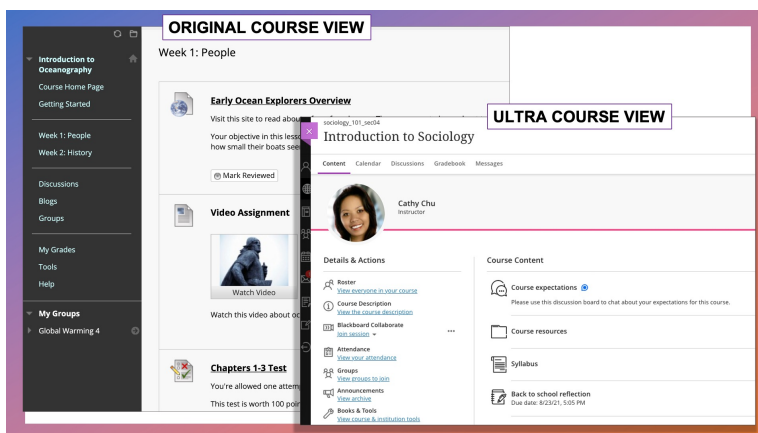 ORIGINAL COURSE VIEW
Introduction to
Oceanography
Course Home Page
Getting Started
Week 1: People
Week 2: History
Discussions
Blogs
Groups
My Grades
Tools
Help
My Groups
Global Warming 4
Week 1: People
Early Ocean Explorers Overview
Visit this site to read abou
Your objective in this less
how small their boats see
Mark Reviewed
Video Assignment
Watch Video
Watch this video about oc
Chapters 1-3 Test
You're allowed one attem
This test is worth 100 poin
ULTRA COURSE VIEW
sociology_101_sec04
Introduction to Sociology
Content Calendar Discussions Gradebook Messages
Cathy Chu
Instructor
Details & Actions
Roster
View everyone in your course
Course Description
View the course description
Blackboard Collaborate
Join session
Attendance
View your attendance
Groups
View groups to join
Announcements
View archive
Books & Tools
View course & institution tools
Course Content
Course expectations
Please use this discussion board to chat about your expectations for this course.
Course resources
Syllabus
Back to school reflection
Due date: 8/23/21, 5:05 PM